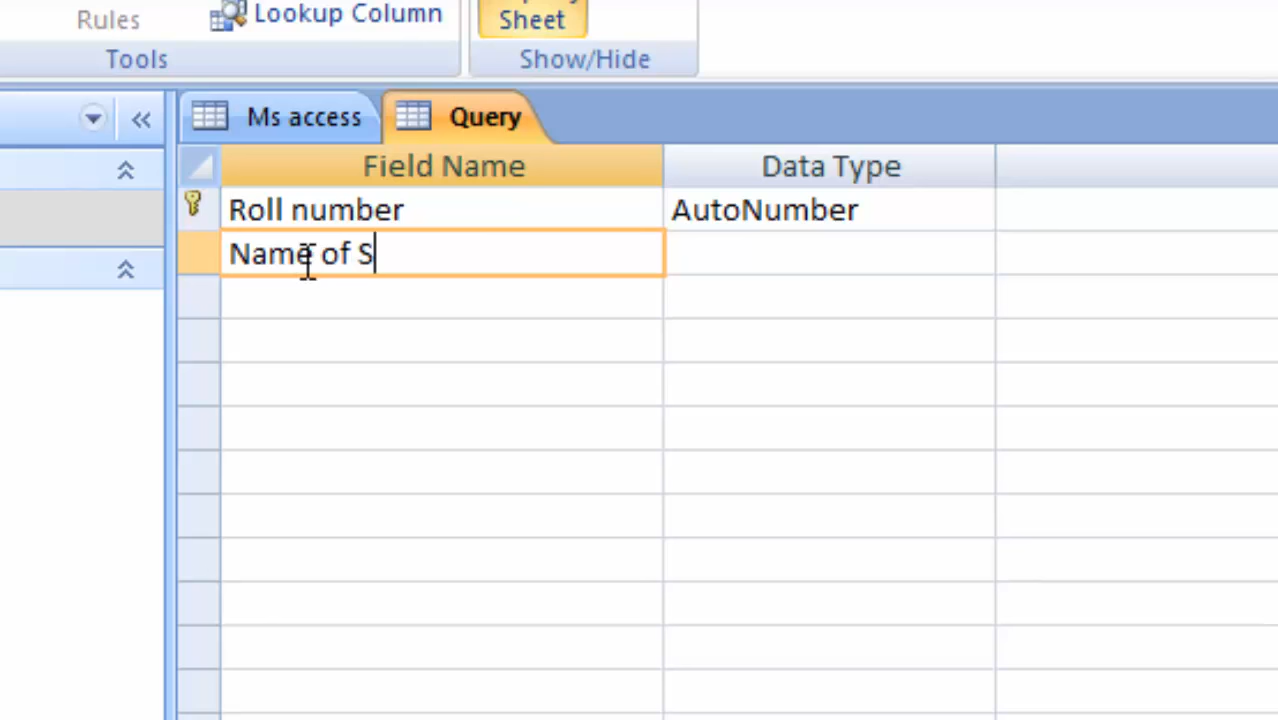 Rules
Lookup Column
Sheet
Tools
Show/Hide
Ms access
Query
Field Name
Data Type
Roll number
AutoNumber
Name of S